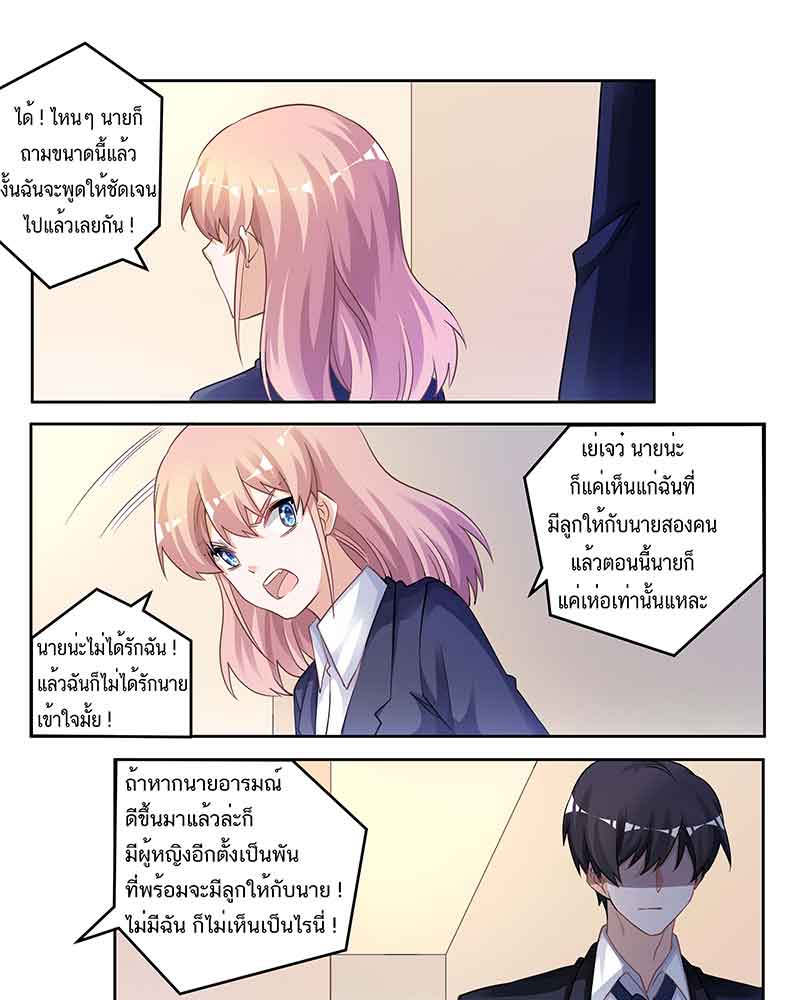 ได้ ! ไหนๆ นายก็
ถามขนาดนี้แล้ว
งั้นฉันจะพูดให้ชัดเจน
ไปแล้วเลยกัน !
เย่เจว๋ นายน่ะ
ก็แค่เห็นแก่ฉันที่
มีลูกให้กับนายสองคน
แล้วตอนนี้นายก็
แค่เห่อเท่านั้นแหละ
นายน่ะไม่ได้รักฉัน !
แล้วฉันก็ไม่ได้รักนาย
เข้าใจมั้ย !
ถ้าหากนายอารมณ์
ดีขึ้นมาแล้วล่ะก็
มีผู้หญิงอีกตั้งเป็นพัน
ที่พร้อมจะมีลูกให้กับนาย !
ไม่มีฉัน ก็ไม่เห็นเป็นไรนี่ !